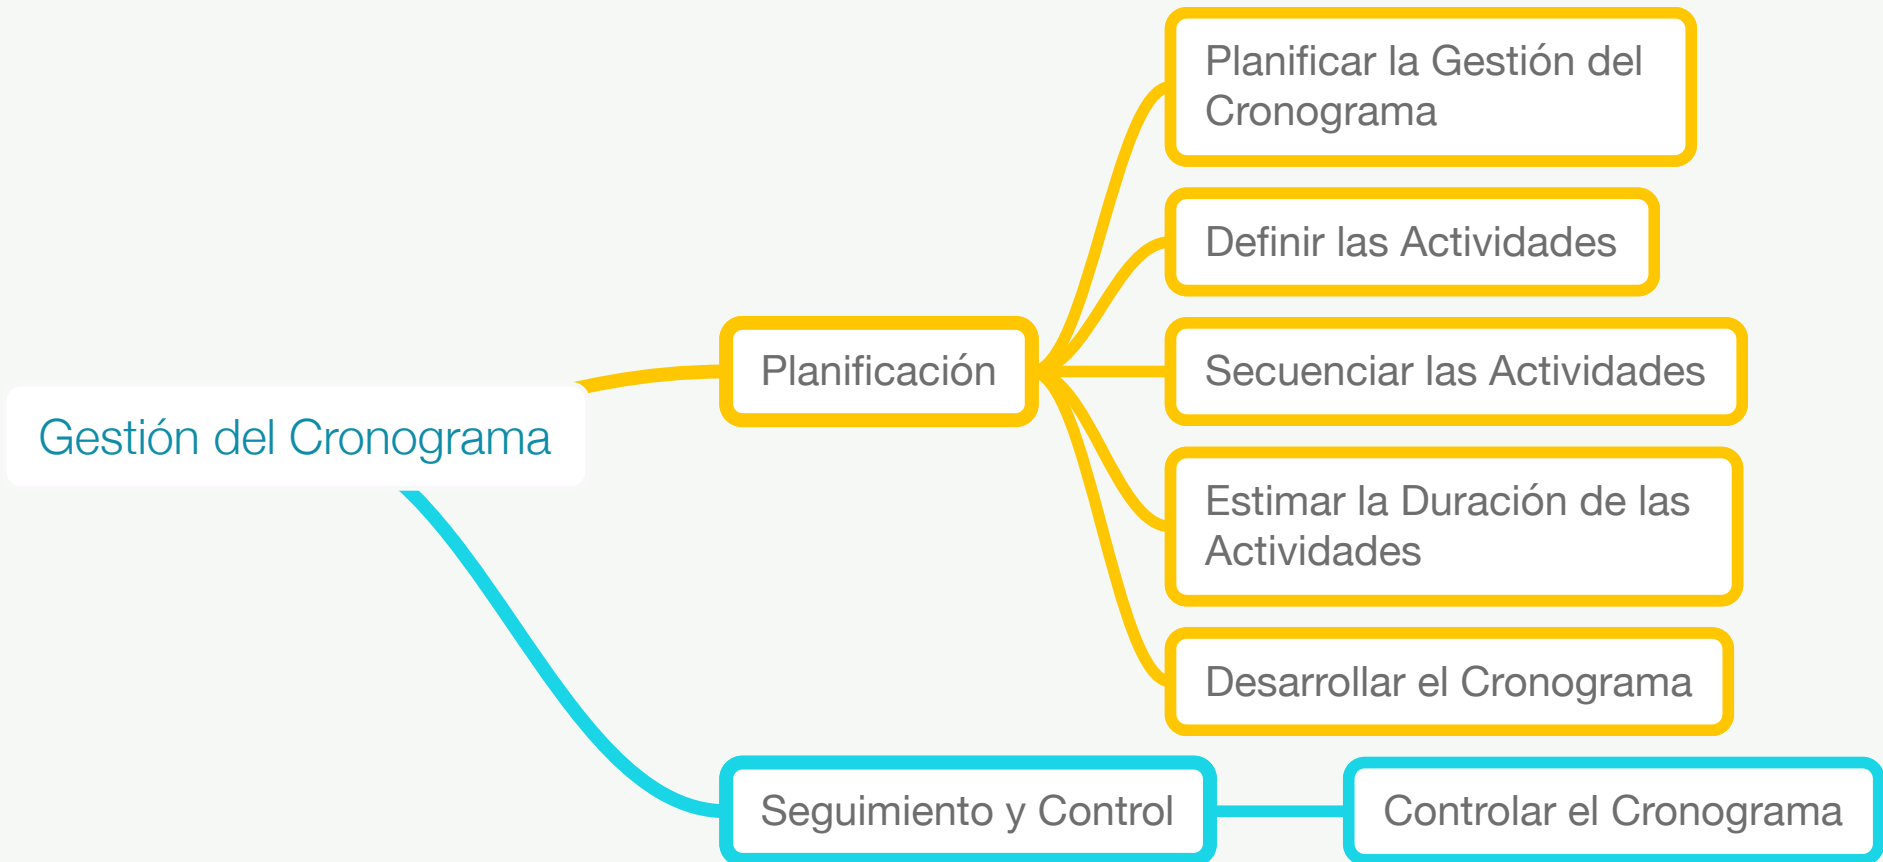 Gestión del Cronograma
Planificación
Planificar la Gestión del
Cronograma
Definir las Actividades
Secuenciar las Actividades
Estimar la Duración de las
Actividades
Desarrollar el Cronograma
Seguimiento y Control
Controlar el Cronograma